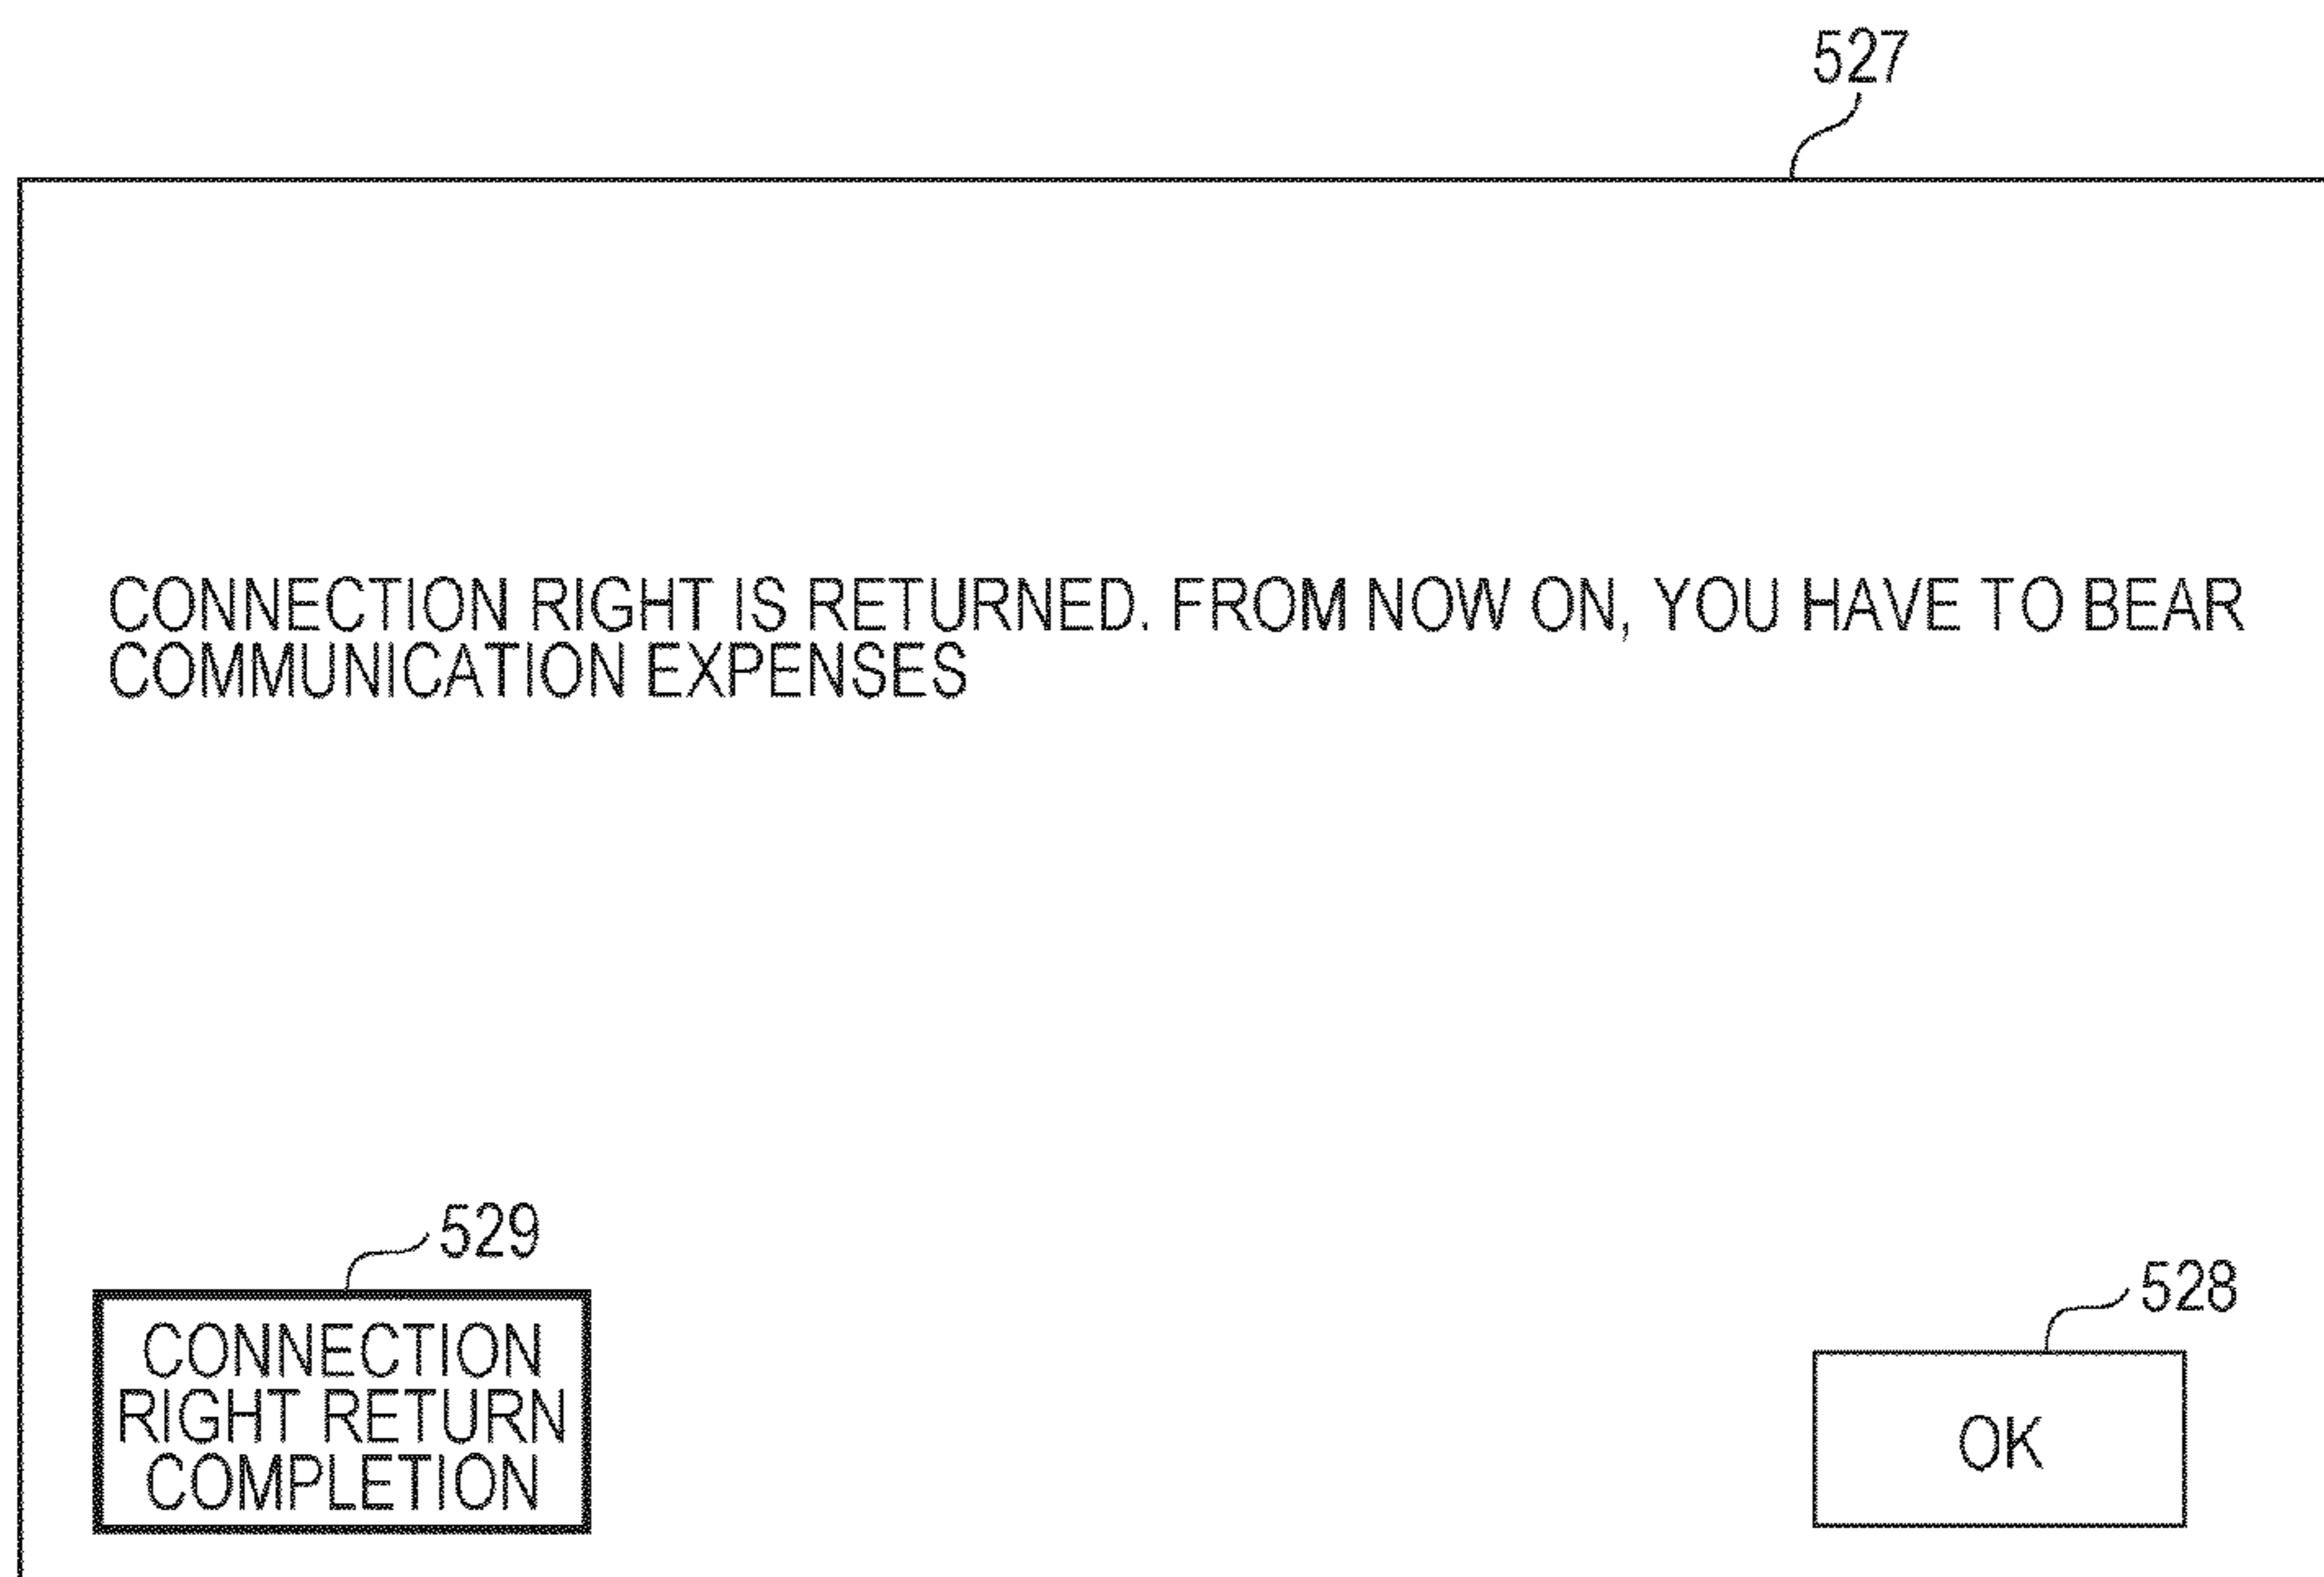 527
CONNECTION RIGHT IS RETURNED. FROM NOW ON, YOU HAVE TO BEAR
COMMUNICATION EXPENSES
529
CONNECTION
RIGHT RETURN
COMPLETION
528
OK